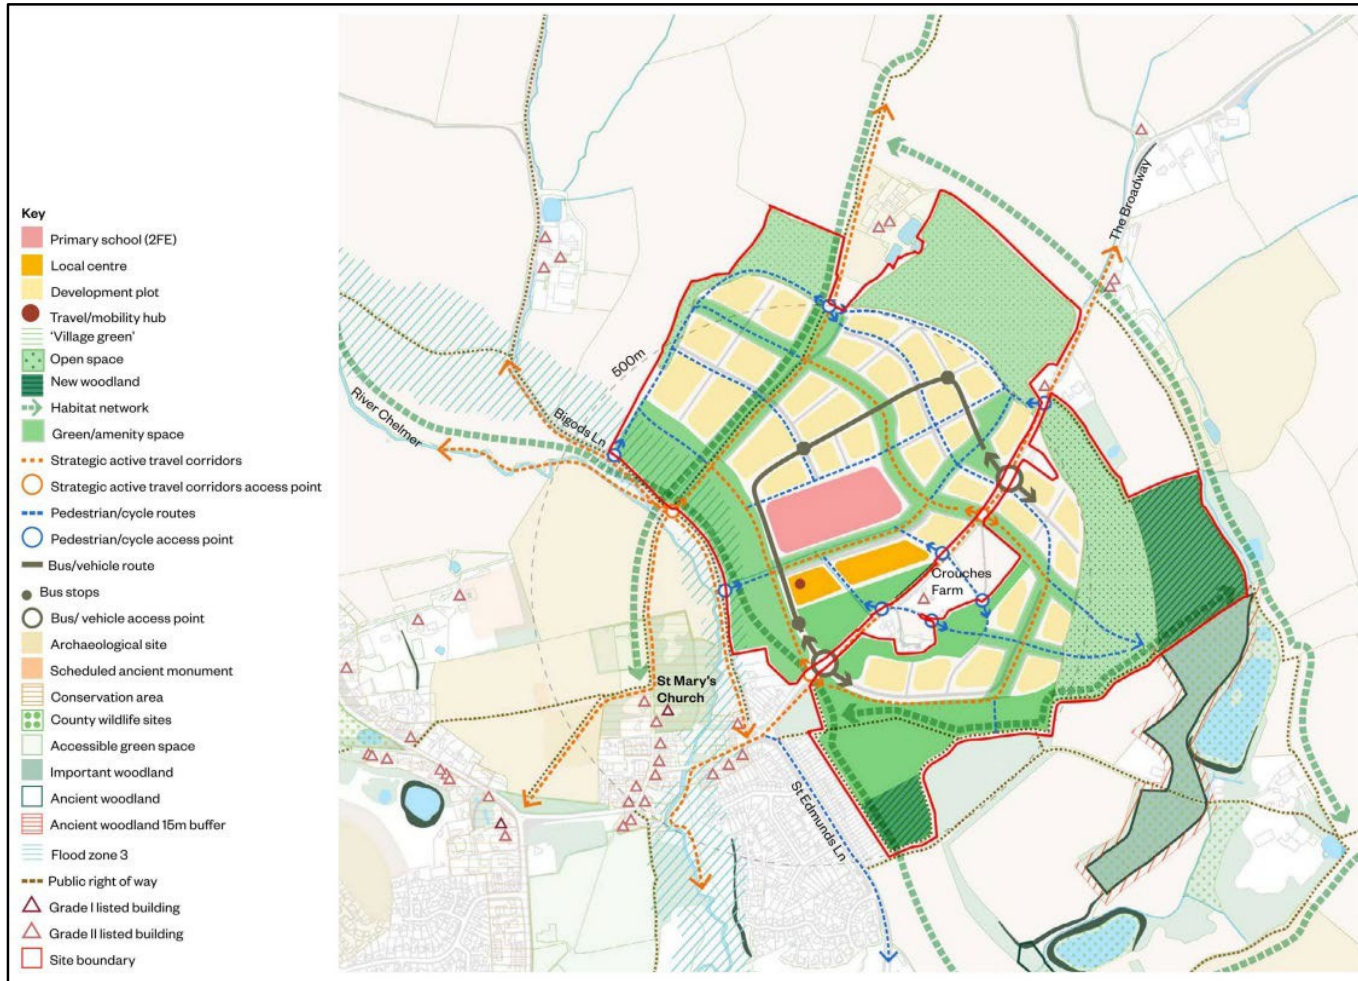 Key
Primary school (2FE)
Local centre
Development plot
Travel/mobility hub
'Village green'
Open space
New woodland
Habitat network
Green/amenity space
Strategic active travel corridors
Strategic active travel corridors access point
Pedestrian/cycle routes
Pedestrian/cycle access point
Bus/vehicle route
Bus stops
Bus/ vehicle access point
Archaeological site
Scheduled ancient monument
Conservation area
County wildlife sites
Accessible green space
Important woodland
Ancient woodland
Ancient woodland 15m buffer
Flood zone 3
Public right of way
Grade I listed building
Grade II listed building
Site boundary
The Broadway
500m
River Chelmer
Bigods Ln
Crouches
Farm
St Mary's
Church
St Edmunds Ln